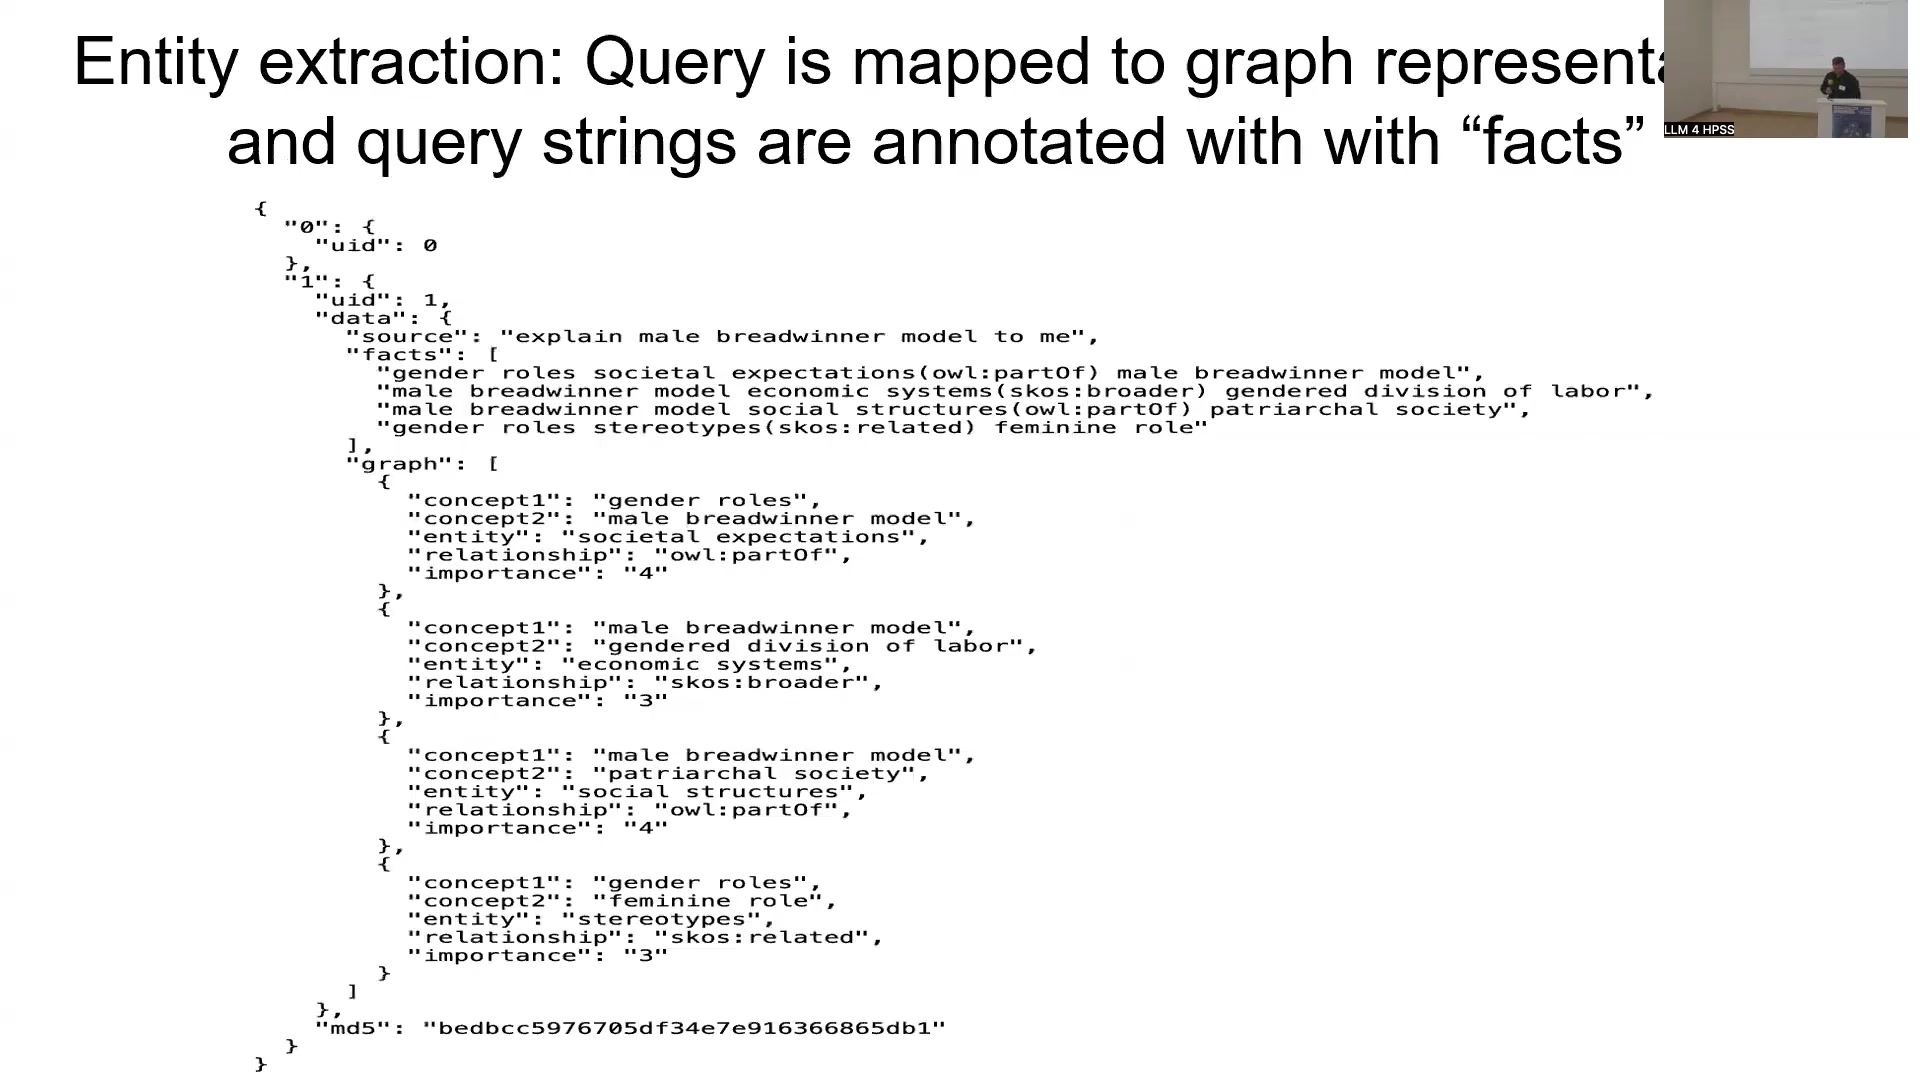 Entity extraction: Query is mapped to graph represent
and query strings are annotated with with “facts”
LLM 4 HPSS
{
  "0": {
    "uid": 0
  },
  "1": {
    "uid": 1,
    "data": {
      "source": "explain male breadwinner model to me",
      "facts": [
        "gender roles societal expectations(owl:partOf) male breadwinner model",
        "male breadwinner model economic systems(skos:broader) gendered division of labor",
        "male breadwinner model social structures(owl:partOf) patriarchal society",
        "gender roles stereotypes(skos:related) feminine role"
      ],
      "graph": [
        {
          "concept1": "gender roles",
          "concept2": "male breadwinner model",
          "entity": "societal expectations",
          "relationship": "owl:partOf",
          "importance": "4"
        },
        {
          "concept1": "male breadwinner model",
          "concept2": "gendered division of labor",
          "entity": "economic systems",
          "relationship": "skos:broader",
          "importance": "3"
        },
        {
          "concept1": "male breadwinner model",
          "concept2": "patriarchal society",
          "entity": "social structures",
          "relationship": "owl:partOf",
          "importance": "4"
        },
        {
          "concept1": "gender roles",
          "concept2": "feminine role",
          "entity": "stereotypes",
          "relationship": "skos:related",
          "importance": "3"
        }
      ]
    },
    "md5": "bedbcc5976705df34e7e916366865db1"
  }
}